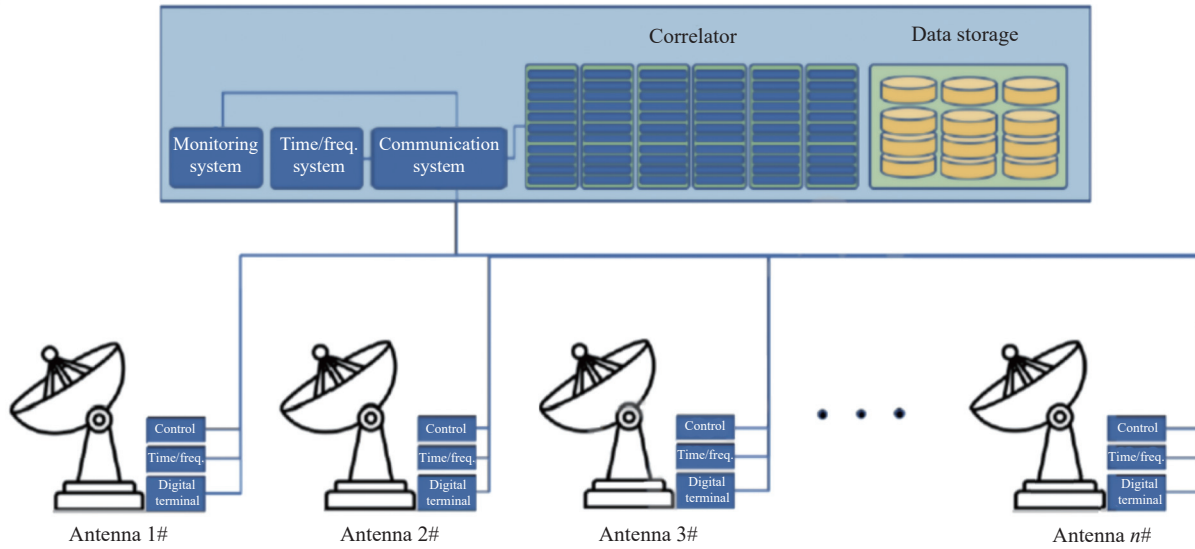 Correlator
Data storage
Monitoring
system
Time/freq.
system
Communication
system
Control
Time/freq.
Digital
terminal
Antenna 1#
Control
Time/freq.
Digital
terminal
Antenna 2#
Control
Time/freq.
Digital
terminal
Antenna 3#
Control
Time/freq.
Digital
terminal
Antenna n#